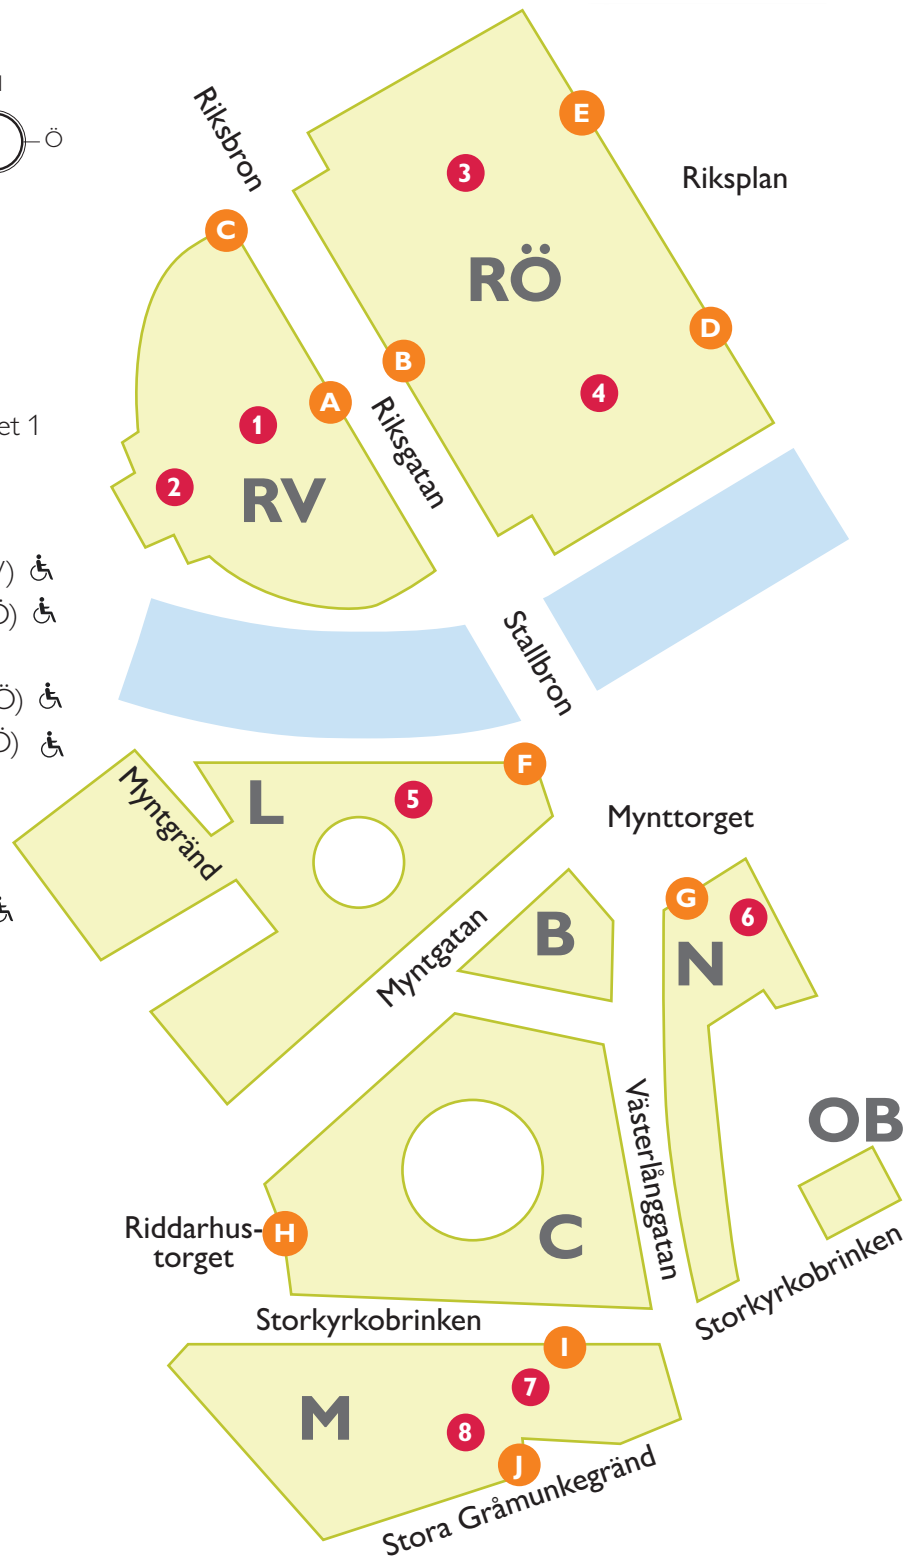 Ö
Riksbron
E
3
Riksplan
C
RÖ
D
B
A
4
Riksgatan
1
et 1
2
RV
)
Ö)
Stallbron
Ö)
Ö)
F
L
5
Myntgränd
Mynttorget
G
6
B
N
Myntgatan
OB
Västerlånggatan
Riddarhus-
torget
H
C
Storkyrkobrinken
Storkyrkobrinken
I
7
M
8
J
Stora Gråmunkegränd